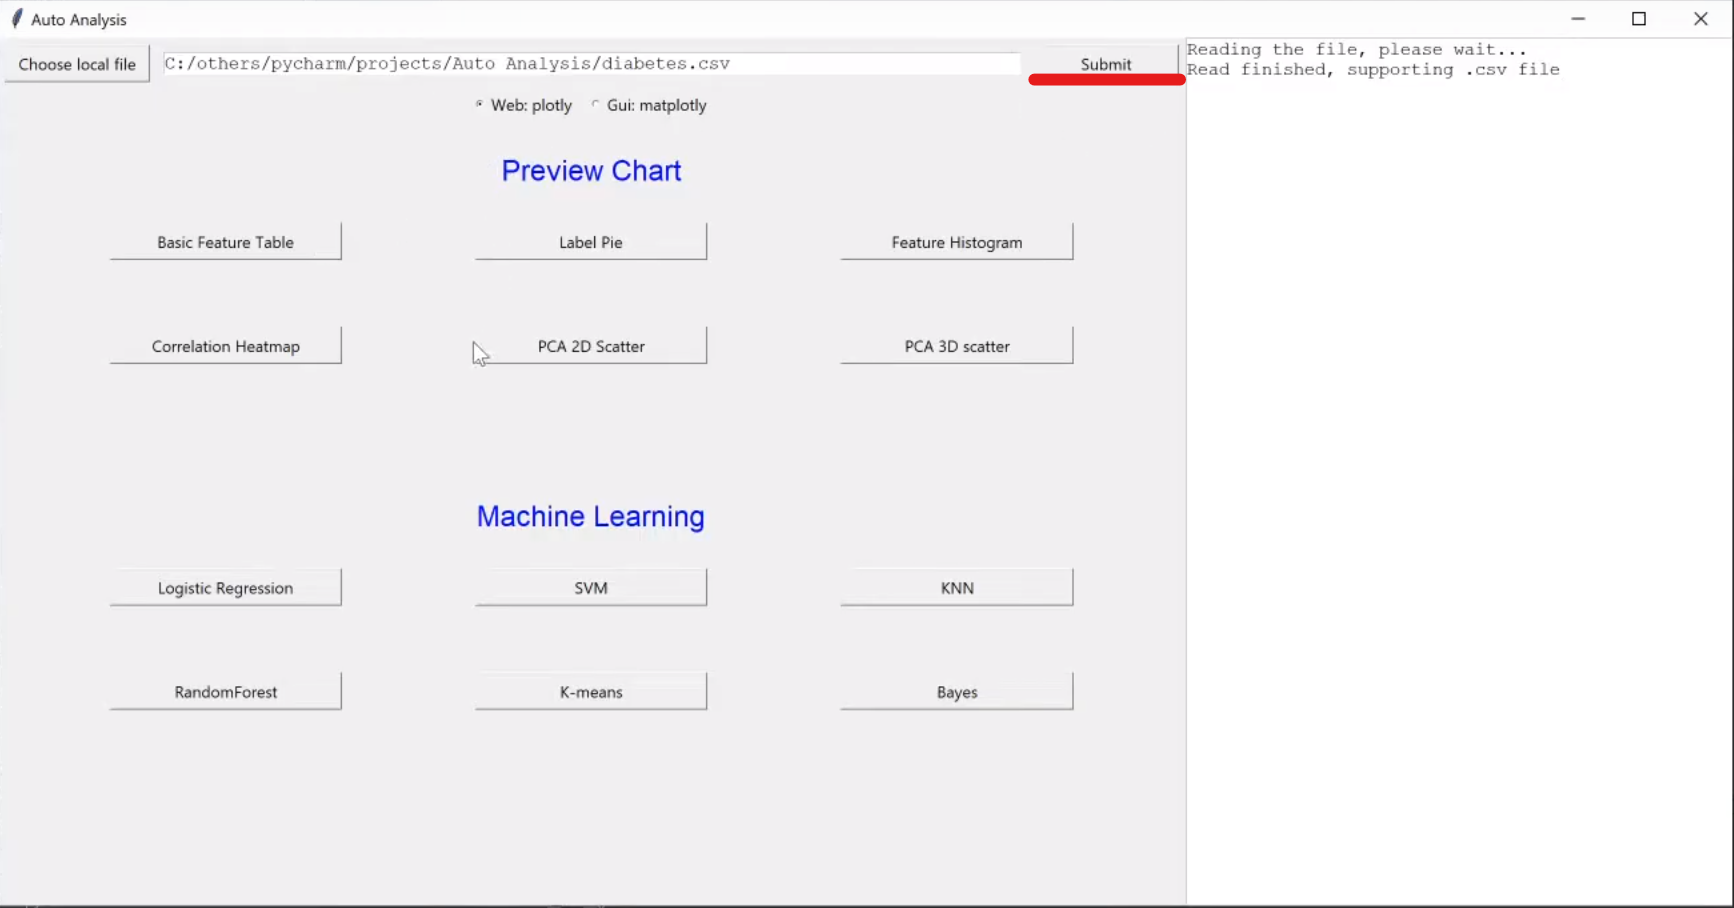 Auto Analysis
Choose local file
C:/others/pycharm/projects/Auto Analysis/diabetes.csv
Submit
Web: plotly
Gui: matplotly
Preview Chart
Basic Feature Table
Label Pie
Feature Histogram
Correlation Heatmap
PCA 2D Scatter
PCA 3D scatter
Machine Learning
Logistic Regression
SVM
KNN
RandomForest
K-means
Bayes
Reading the file, please wait...
Read finished, supporting .csv file